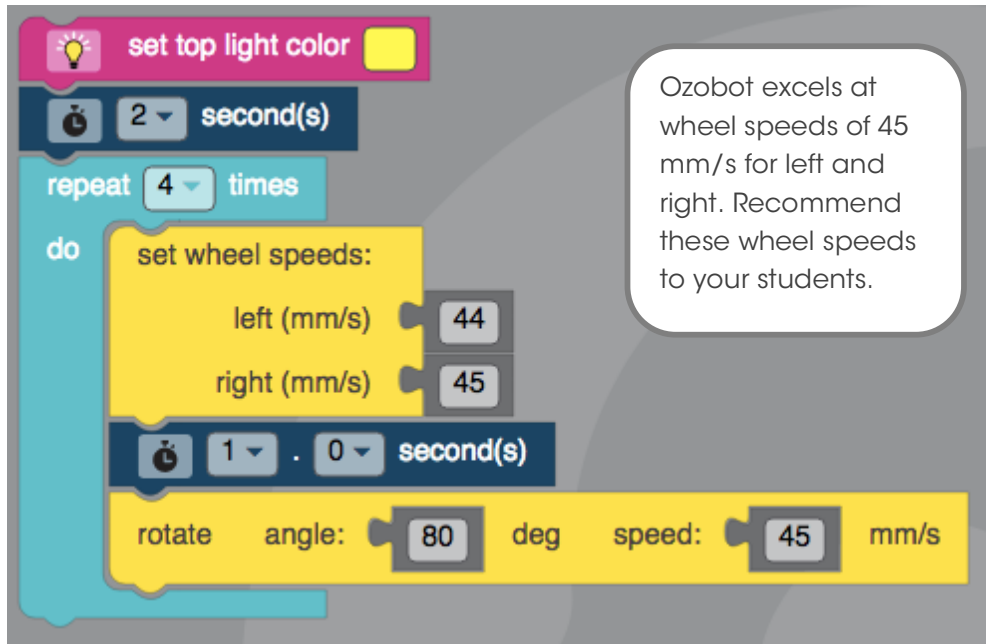 set top light color
2 second(s)
repeat 4 times
do
set wheel speeds:
left (mm/s) 44
right (mm/s) 45
1 . 0 second(s)
rotate angle: 80 deg speed: 45 mm/s
Ozobot excels at
wheel speeds of 45
mm/s for left and
right. Recommend
these wheel speeds
to your students.